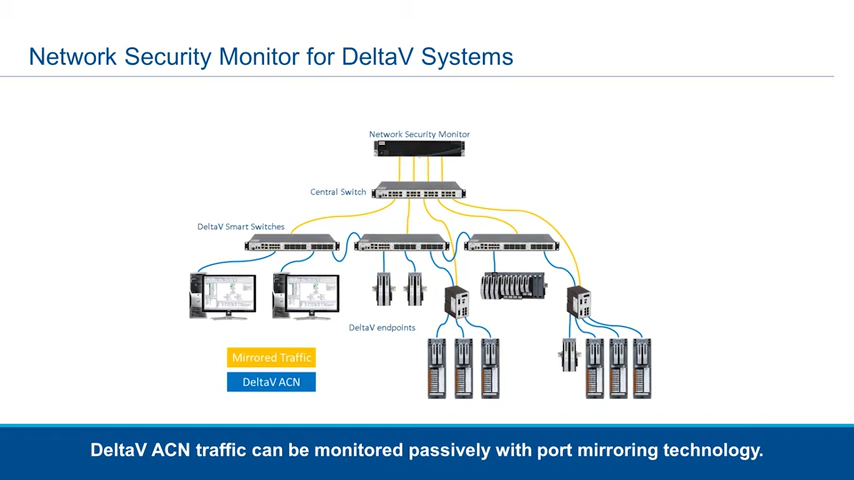 Network Security Monitor for DeltaV Systems
Network Security Monitor
Central Switch
DeltaV Smart Switches
DeltaV endpoints
Mirrored Traffic
DeltaV ACN
DeltaV ACN traffic can be monitored passively with port mirroring technology.